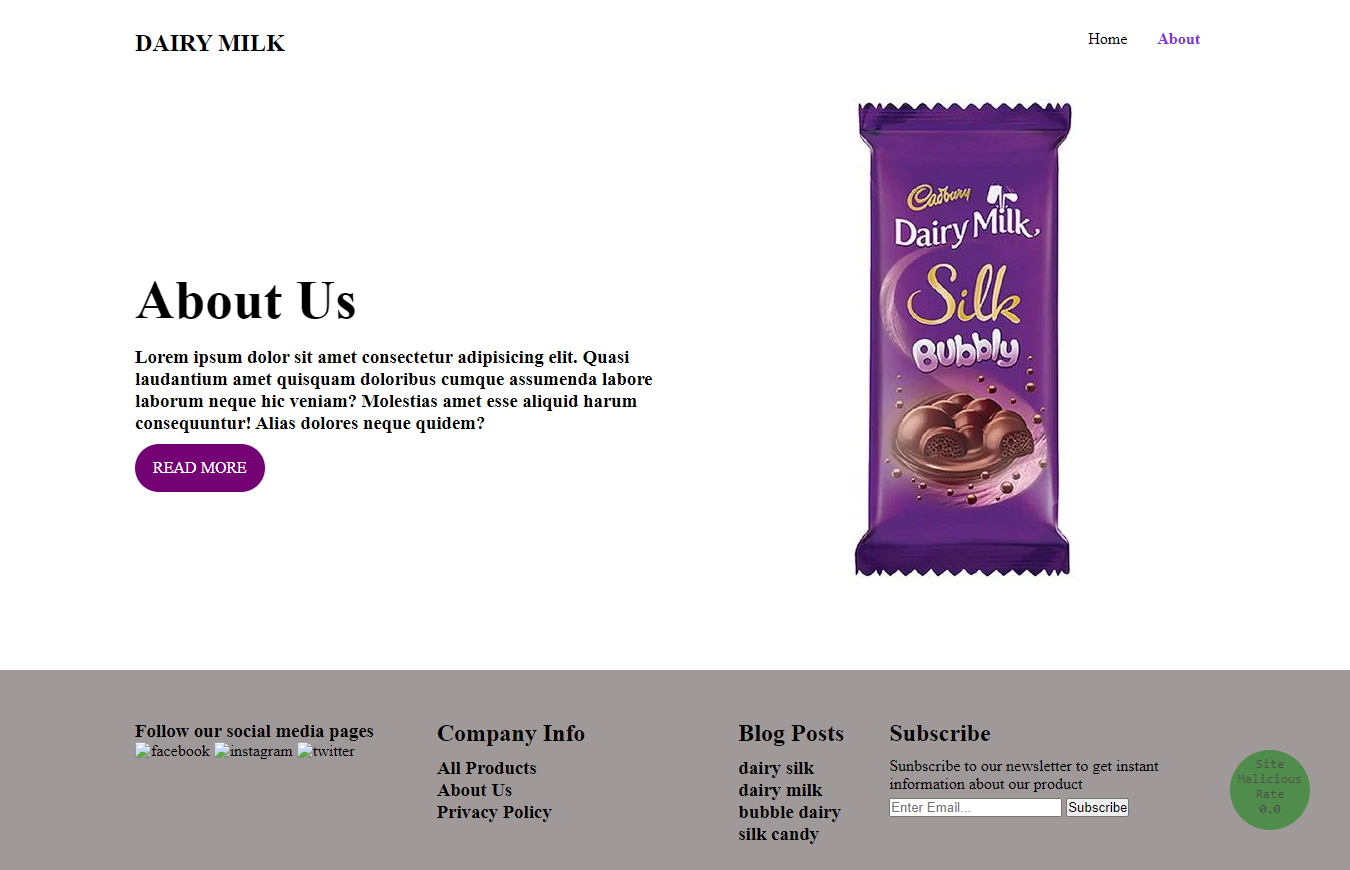 DAIRY MILK
Home
About
Cadbury
Dairy Milk
Silk
Bubbly
About Us
Lorem ipsum dolor sit amet consectetur adipisicing elit. Quasi
laudantium amet quisquam doloribus cumque assumenda labore
laborum neque hic veniam? Molestias amet esse aliquid harum
consequuntur! Alias dolores neque quidem?
READ MORE
Follow our social media pages
facebook
instagram
twitter
Company Info
All Products
About Us
Privacy Policy
Blog Posts
dairy silk
dairy milk
bubble dairy
silk candy
Subscribe
Sunbscribe to our newsletter to get instant
information about our product
Enter Email...
Subscribe
Site
Malicious
Rate
0.0